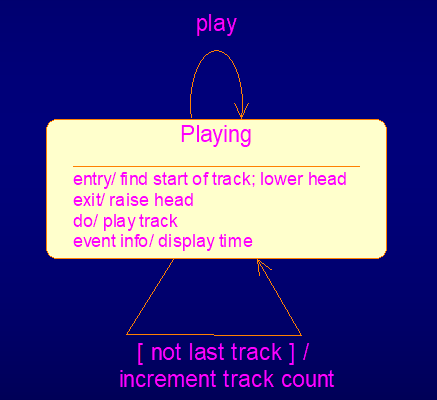 play
Playing
entry/ find start of track; lower head
exit/ raise head
do/ play track
event info/ display time
[ not last track ] /
increment track count